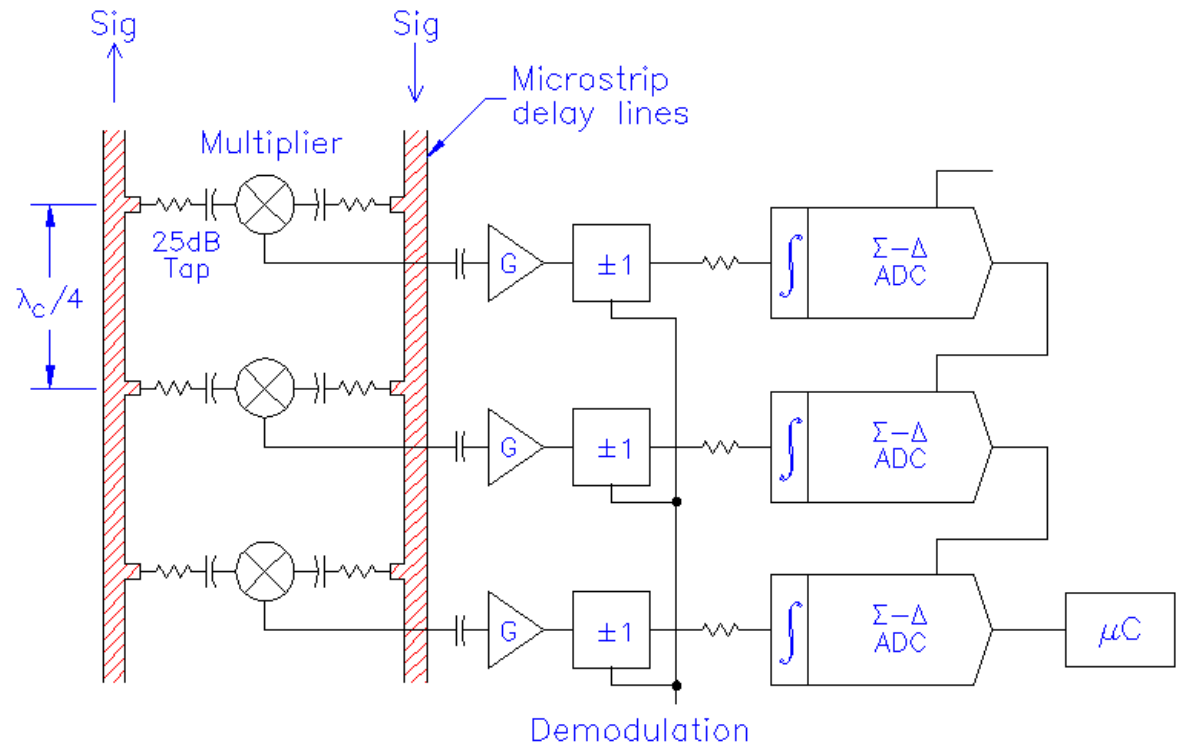 Sig
Sig
Microstrip
delay lines
Multiplier
25dB
Tap
λc/4
G
±1
∫
Σ−Δ
ADC
G
±1
∫
Σ−Δ
ADC
G
±1
∫
Σ−Δ
ADC
μC
Demodulation